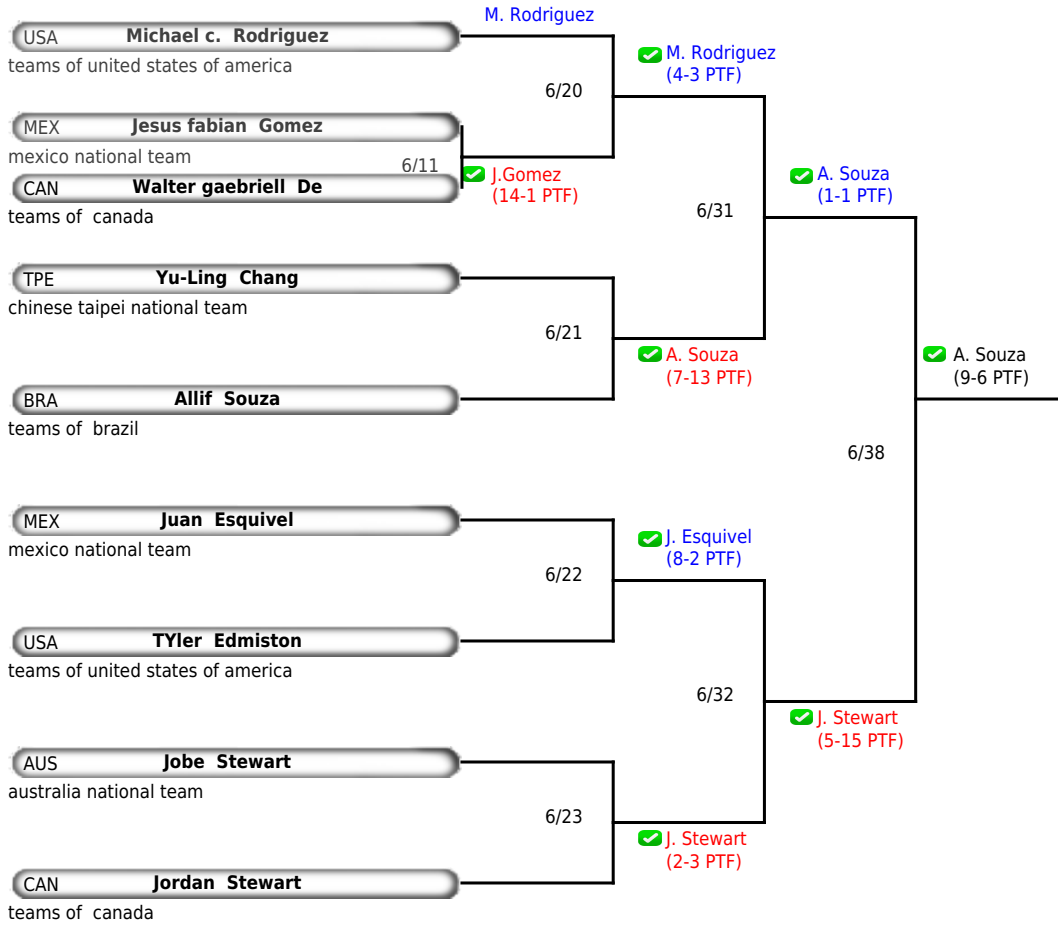 M. Rodriguez
USA Michael c. Rodriguez
teams of united states of america
M. Rodriguez
(4-3 PTF)
6/20
MEX Jesus fabian Gomez
mexico national team
6/11
J.Gomez
(14-1 PTF)
CAN Walter gaebriell De
teams of canada
A. Souza
(1-1 PTF)
6/31
TPE Yu-Ling Chang
chinese taipei national team
6/21
A. Souza
(7-13 PTF)
A. Souza
(9-6 PTF)
BRA Allif Souza
teams of brazil
6/38
MEX Juan Esquivel
mexico national team
J. Esquivel
(8-2 PTF)
6/22
USA TYler Edmiston
teams of united states of america
6/32
J. Stewart
(5-15 PTF)
AUS Jobe Stewart
australia national team
6/23
J. Stewart
(2-3 PTF)
CAN Jordan Stewart
teams of canada